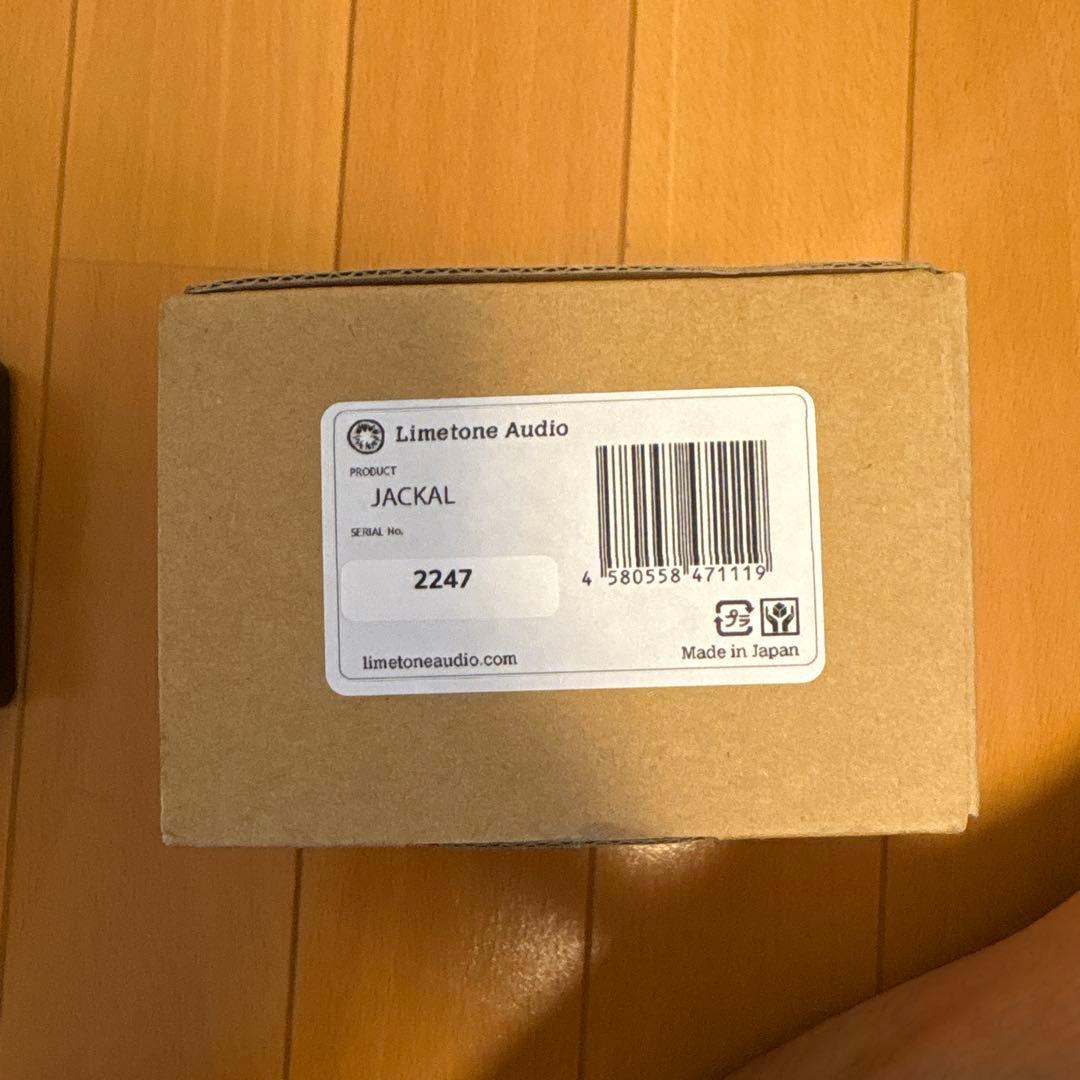 Limetone Audio
PRODUCT
JACKAL
SERIAL No.
2247
4 580558 471119
プラ
limetoneaudio.com
Made in Japan